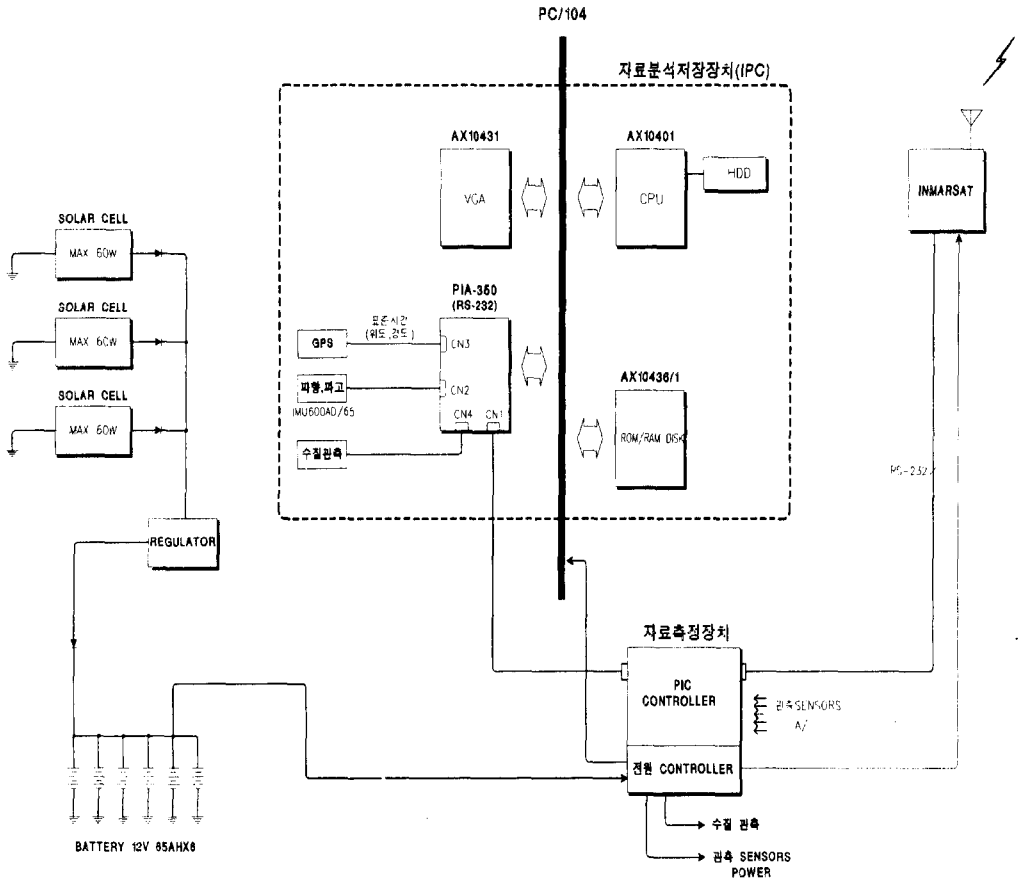 PC/104
자료분석저장장치(IPC)
AX10431
VGA
AX10401
CPU
HDD
INMARSAT
SOLAR CELL
MAX 60W
SOLAR CELL
MAX 60W
SOLAR CELL
MAX 60W
PIA-350
(RS-232)
표준시간
(위도,경도)
GPS
CN3
파향,파고
CN2
IMU600AD/65
CN4 CN1
수질관측
AX10436/1
ROM/RAM DISK
RS-232
REGULATOR
자료측정장치
PIC
CONTROLLER
관측SENSORS
A/
전원 CONTROLLER
수질 관측
관측 SENSORS
POWER
BATTERY 12V 65AHX6